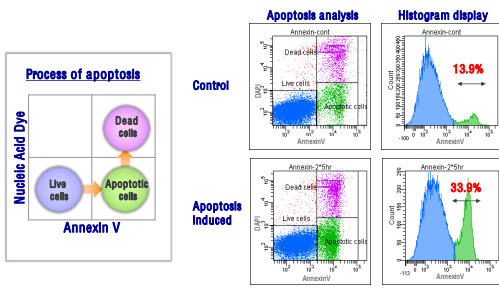 Process of apoptosis
Nucleic Acid Dye
Dead
cells
Live
cells
Apoptotic
cells
Annexin V
Apoptosis analysis
Histogram display
Control
Annexin-cont
Dead cells
Live cells
Apoptotic cells
DAPI
AnnexinV
Annexin-cont
13.9%
Count
AnnexinV
Apoptosis
Induced
Annexin-2*5hr
Dead cells
Live cells
Apoptotic cells
DAPI
AnnexinV
Annexin-2*5hr
33.9%
Count
AnnexinV